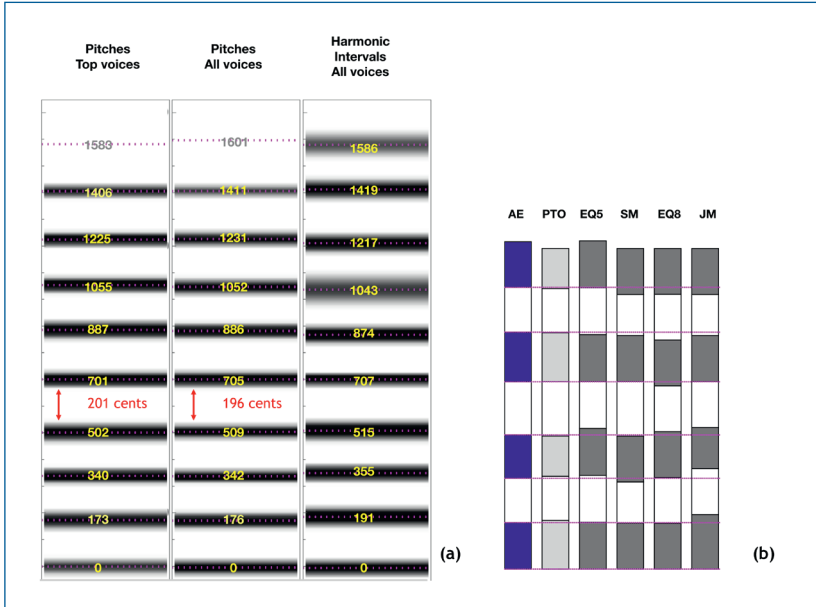 Pitches
Top voices
Pitches
All voices
Harmonic
Intervals
All voices
1583
1601
1586
1406
1411
1419
1225
1231
1217
1055
1052
1043
887
886
874
701
705
707
201 cents
196 cents
502
509
515
340
342
355
173
176
191
0
0
0
(a)
AE PTO EQ5 SM EQ8 JM
(b)